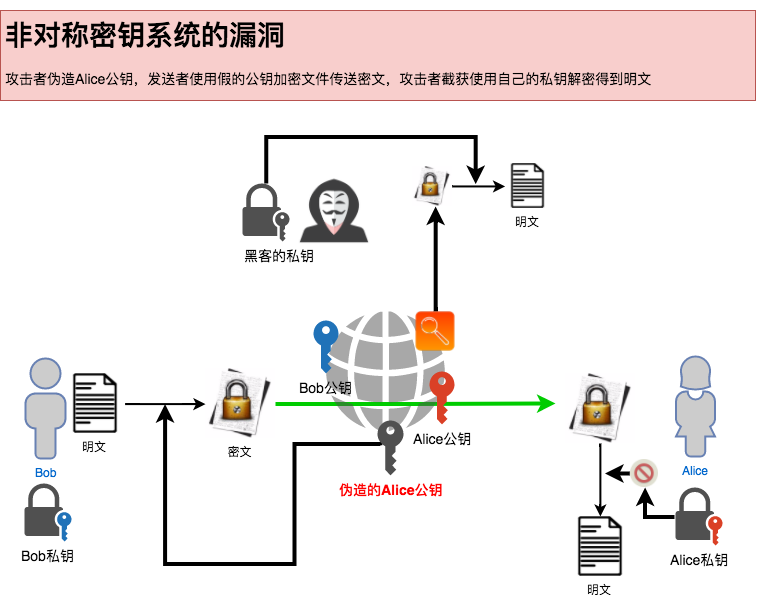 非对称密钥系统的漏洞
攻击者伪造Alice公钥，发送者使用假的公钥加密文件传送密文，攻击者截获使用自己的私钥解密得到明文
明文
黑客的私钥
Bob公钥
Alice公钥
明文
密文
Bob
Alice
伪造的Alice公钥
Bob私钥
Alice私钥
明文